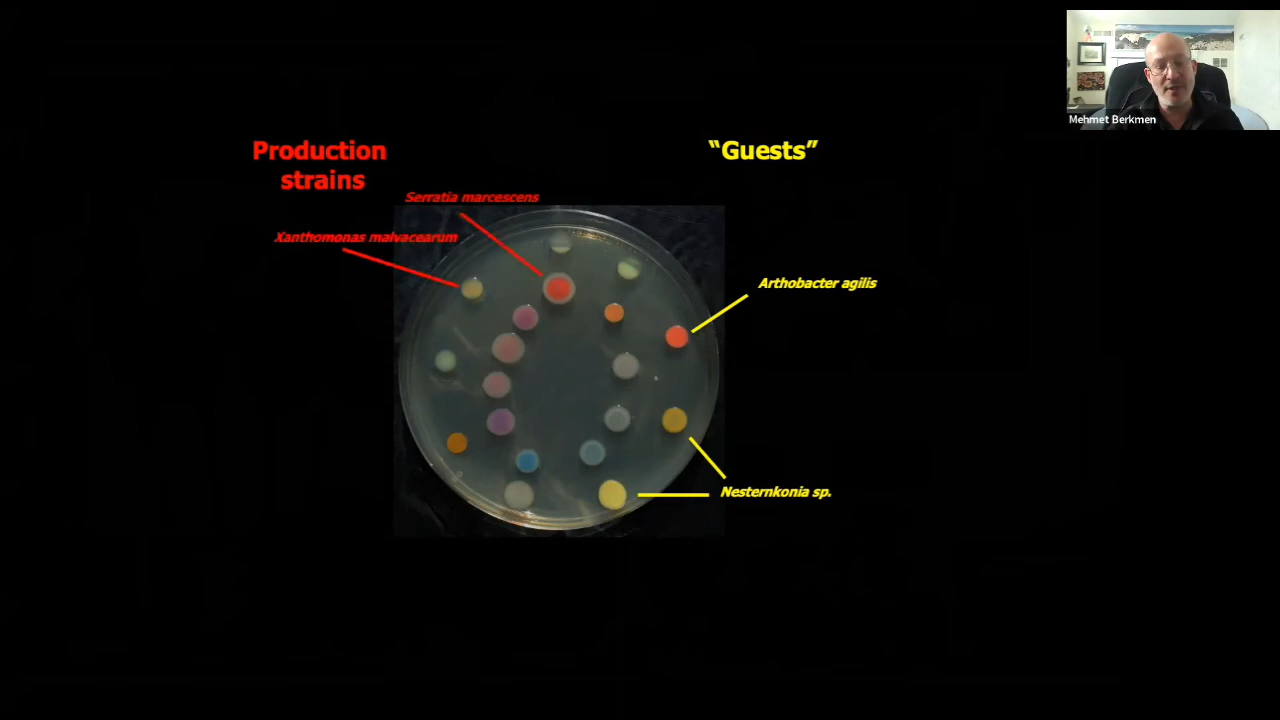 Mehmet Berkmen
Production
strains
“Guests”
Serratia marcescens
Xanthomonas malvacearum
Arthobacter agilis
Nesternkonia sp.